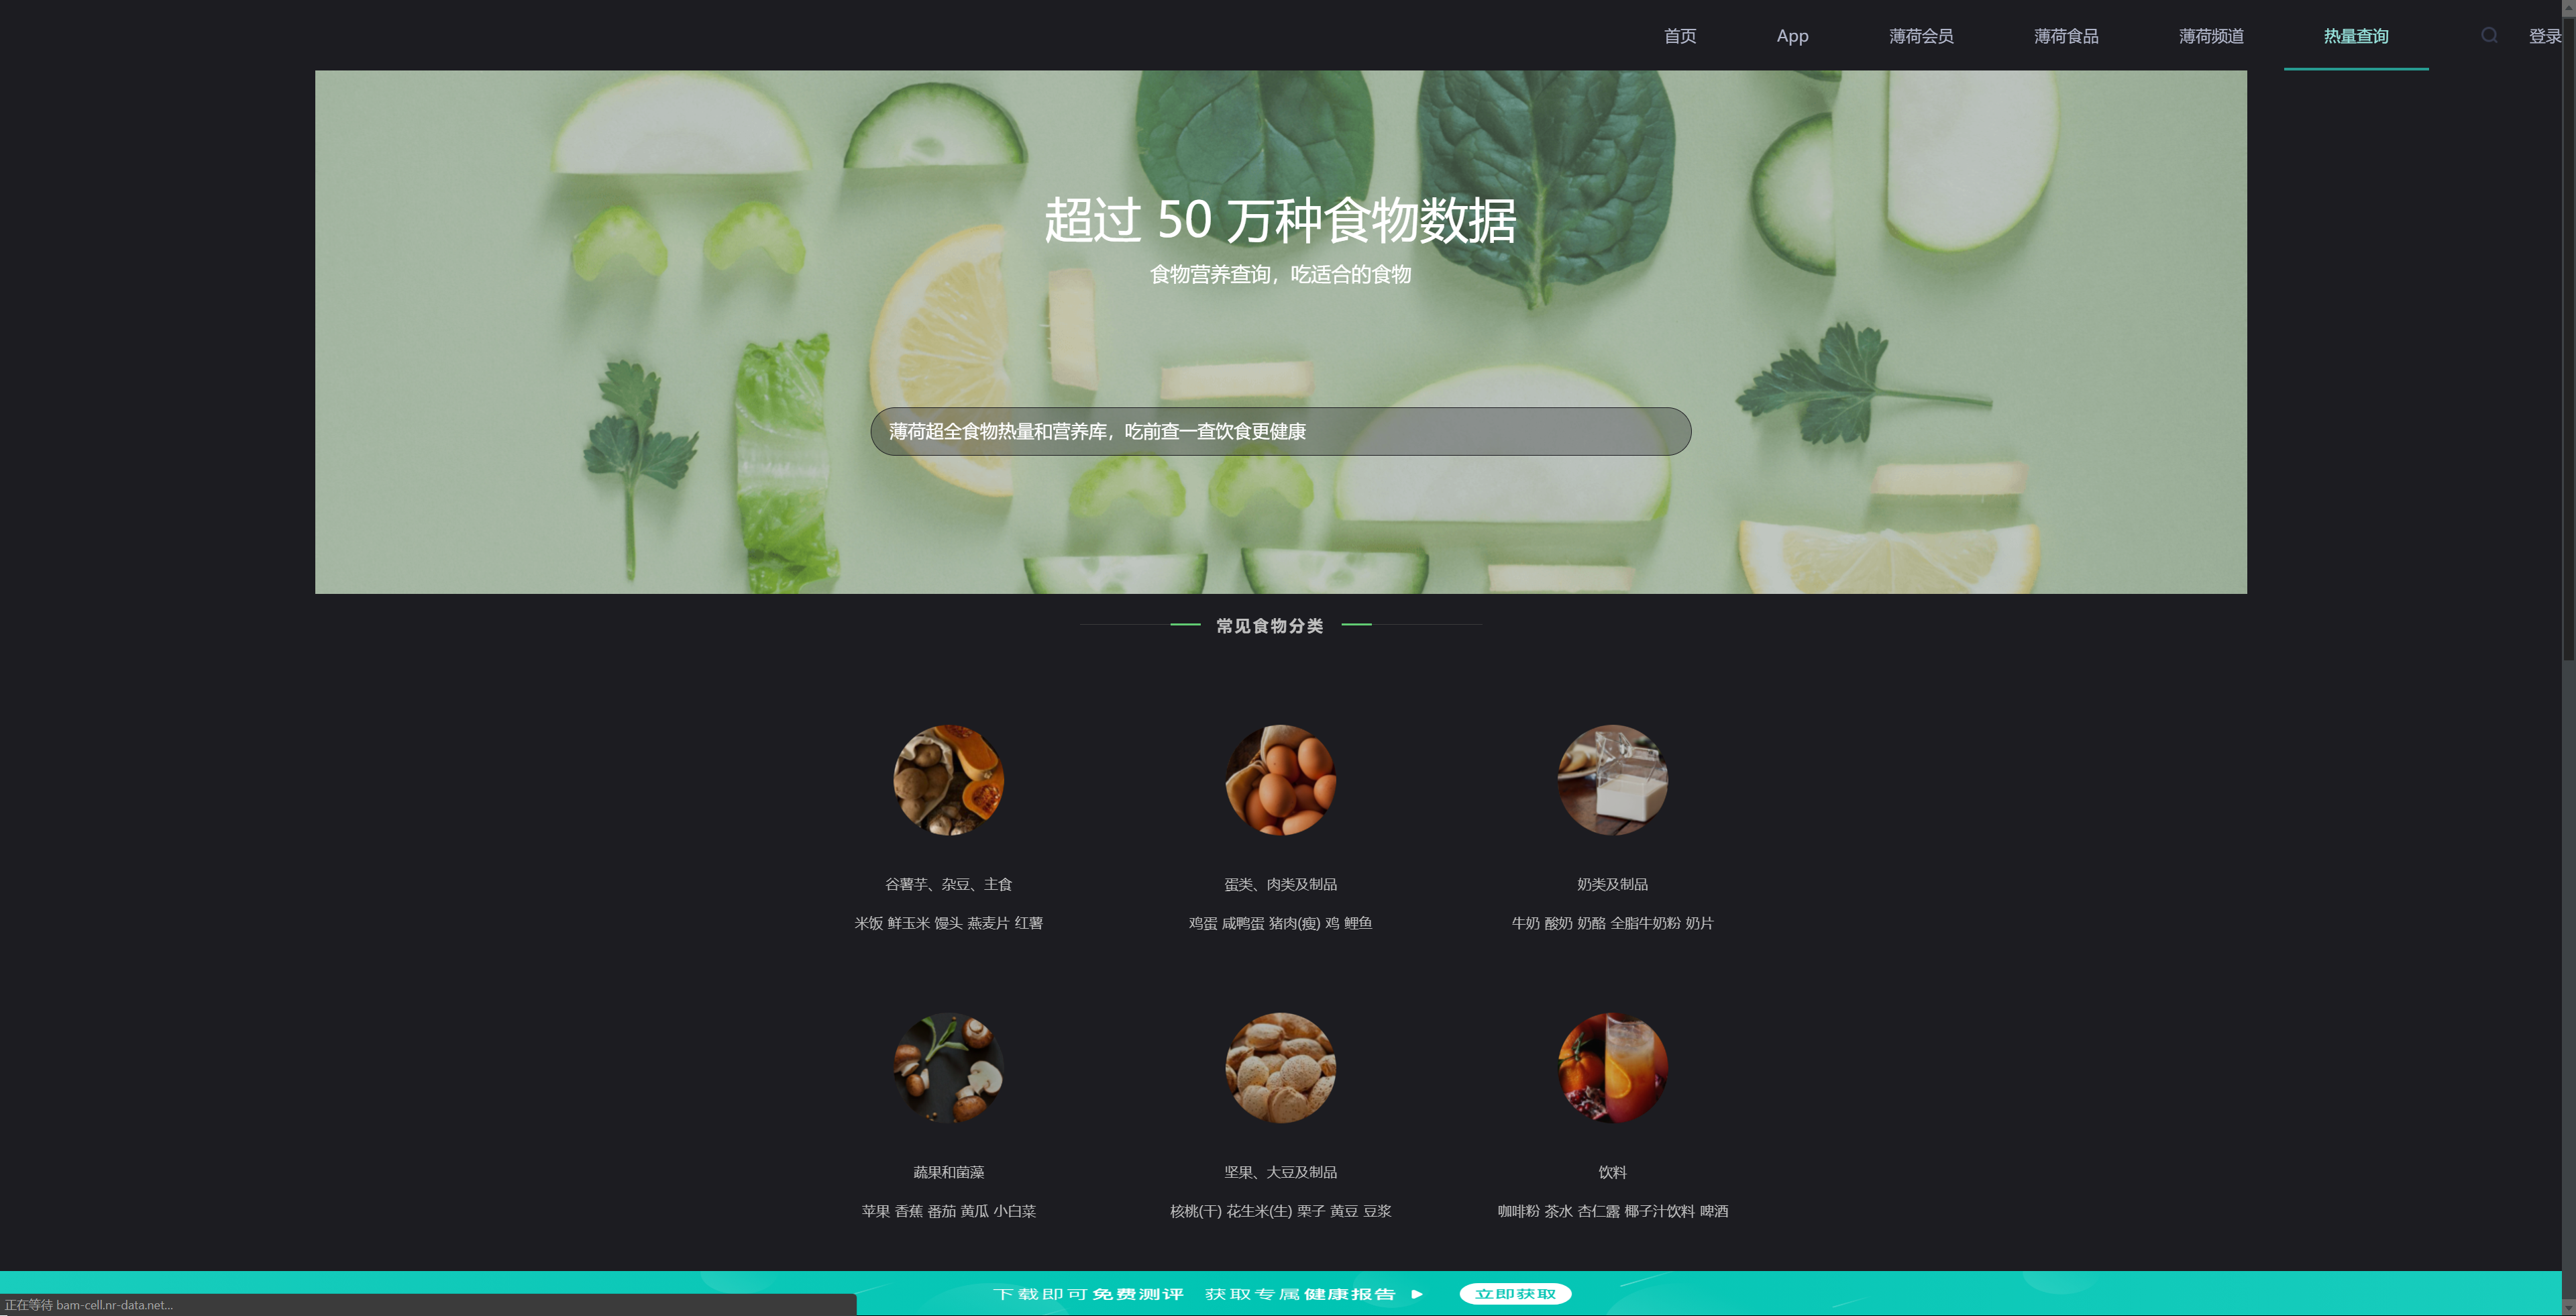 首页 App 薄荷会员 薄荷食品 薄荷频道 热量查询 登录
超过 50 万种食物数据
食物营养查询，吃适合的食物
薄荷超全食物热量和营养库，吃前查一查饮食更健康
常见食物分类
谷薯芋、杂豆、主食 蛋类、肉类及制品 奶类及制品
米饭 鲜玉米 馒头 燕麦片 红薯 鸡蛋 咸鸭蛋 猪肉(瘦) 鸡 鲤鱼 牛奶 酸奶 奶酪 全脂牛奶粉 奶片
蔬果和菌藻 坚果、大豆及制品 饮料
苹果 香蕉 番茄 黄瓜 小白菜 核桃(干) 花生米(生) 栗子 黄豆 豆浆 咖啡粉 茶水 杏仁露 椰子汁饮料 啤酒
下载即可免费测评 获取专属健康报告 立即获取
正在等待 bam-cell.nr-data.net...